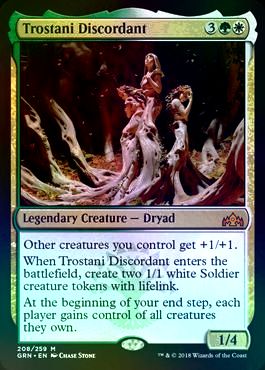 Trostani Discordant 3
Legendary Creature — Dryad
Other creatures you control get +1/+1.
When Trostani Discordant enters the
battlefield, create two 1/1 white Soldier
creature tokens with lifelink.
At the beginning of your end step, each
player gains control of all creatures
they own.
1/4
208/259 M
GRN • EN Chase Stone
™ & © 2018 Wizards of the Coast